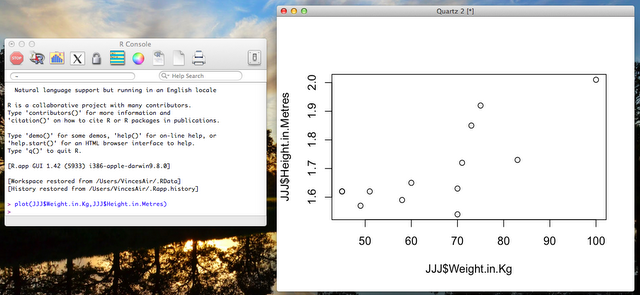 R Console
STOP
R
X
Help Search
Natural language support but running in an English locale
R is a collaborative project with many contributors.
Type 'contributors()' for more information and
'citation()' on how to cite R or R packages in publications.
Type 'demo()' for some demos, 'help()' for on-line help, or
'help.start()' for an HTML browser interface to help.
Type 'q()' to quit R.
[R.app GUI 1.42 (5933) i386-apple-darwin9.8.0]
[Workspace restored from /Users/VincesAir/.RData]
[History restored from /Users/VincesAir/.Rapp.history]
> plot(JJJ$Weight.in.Kg,JJJ$Height.in.Metres)
>
Quartz 2 [*]
JJJ$Height.in.Metres
2.0
1.9
1.8
1.7
1.6
50 60 70 80 90 100
JJJ$Weight.in.Kg